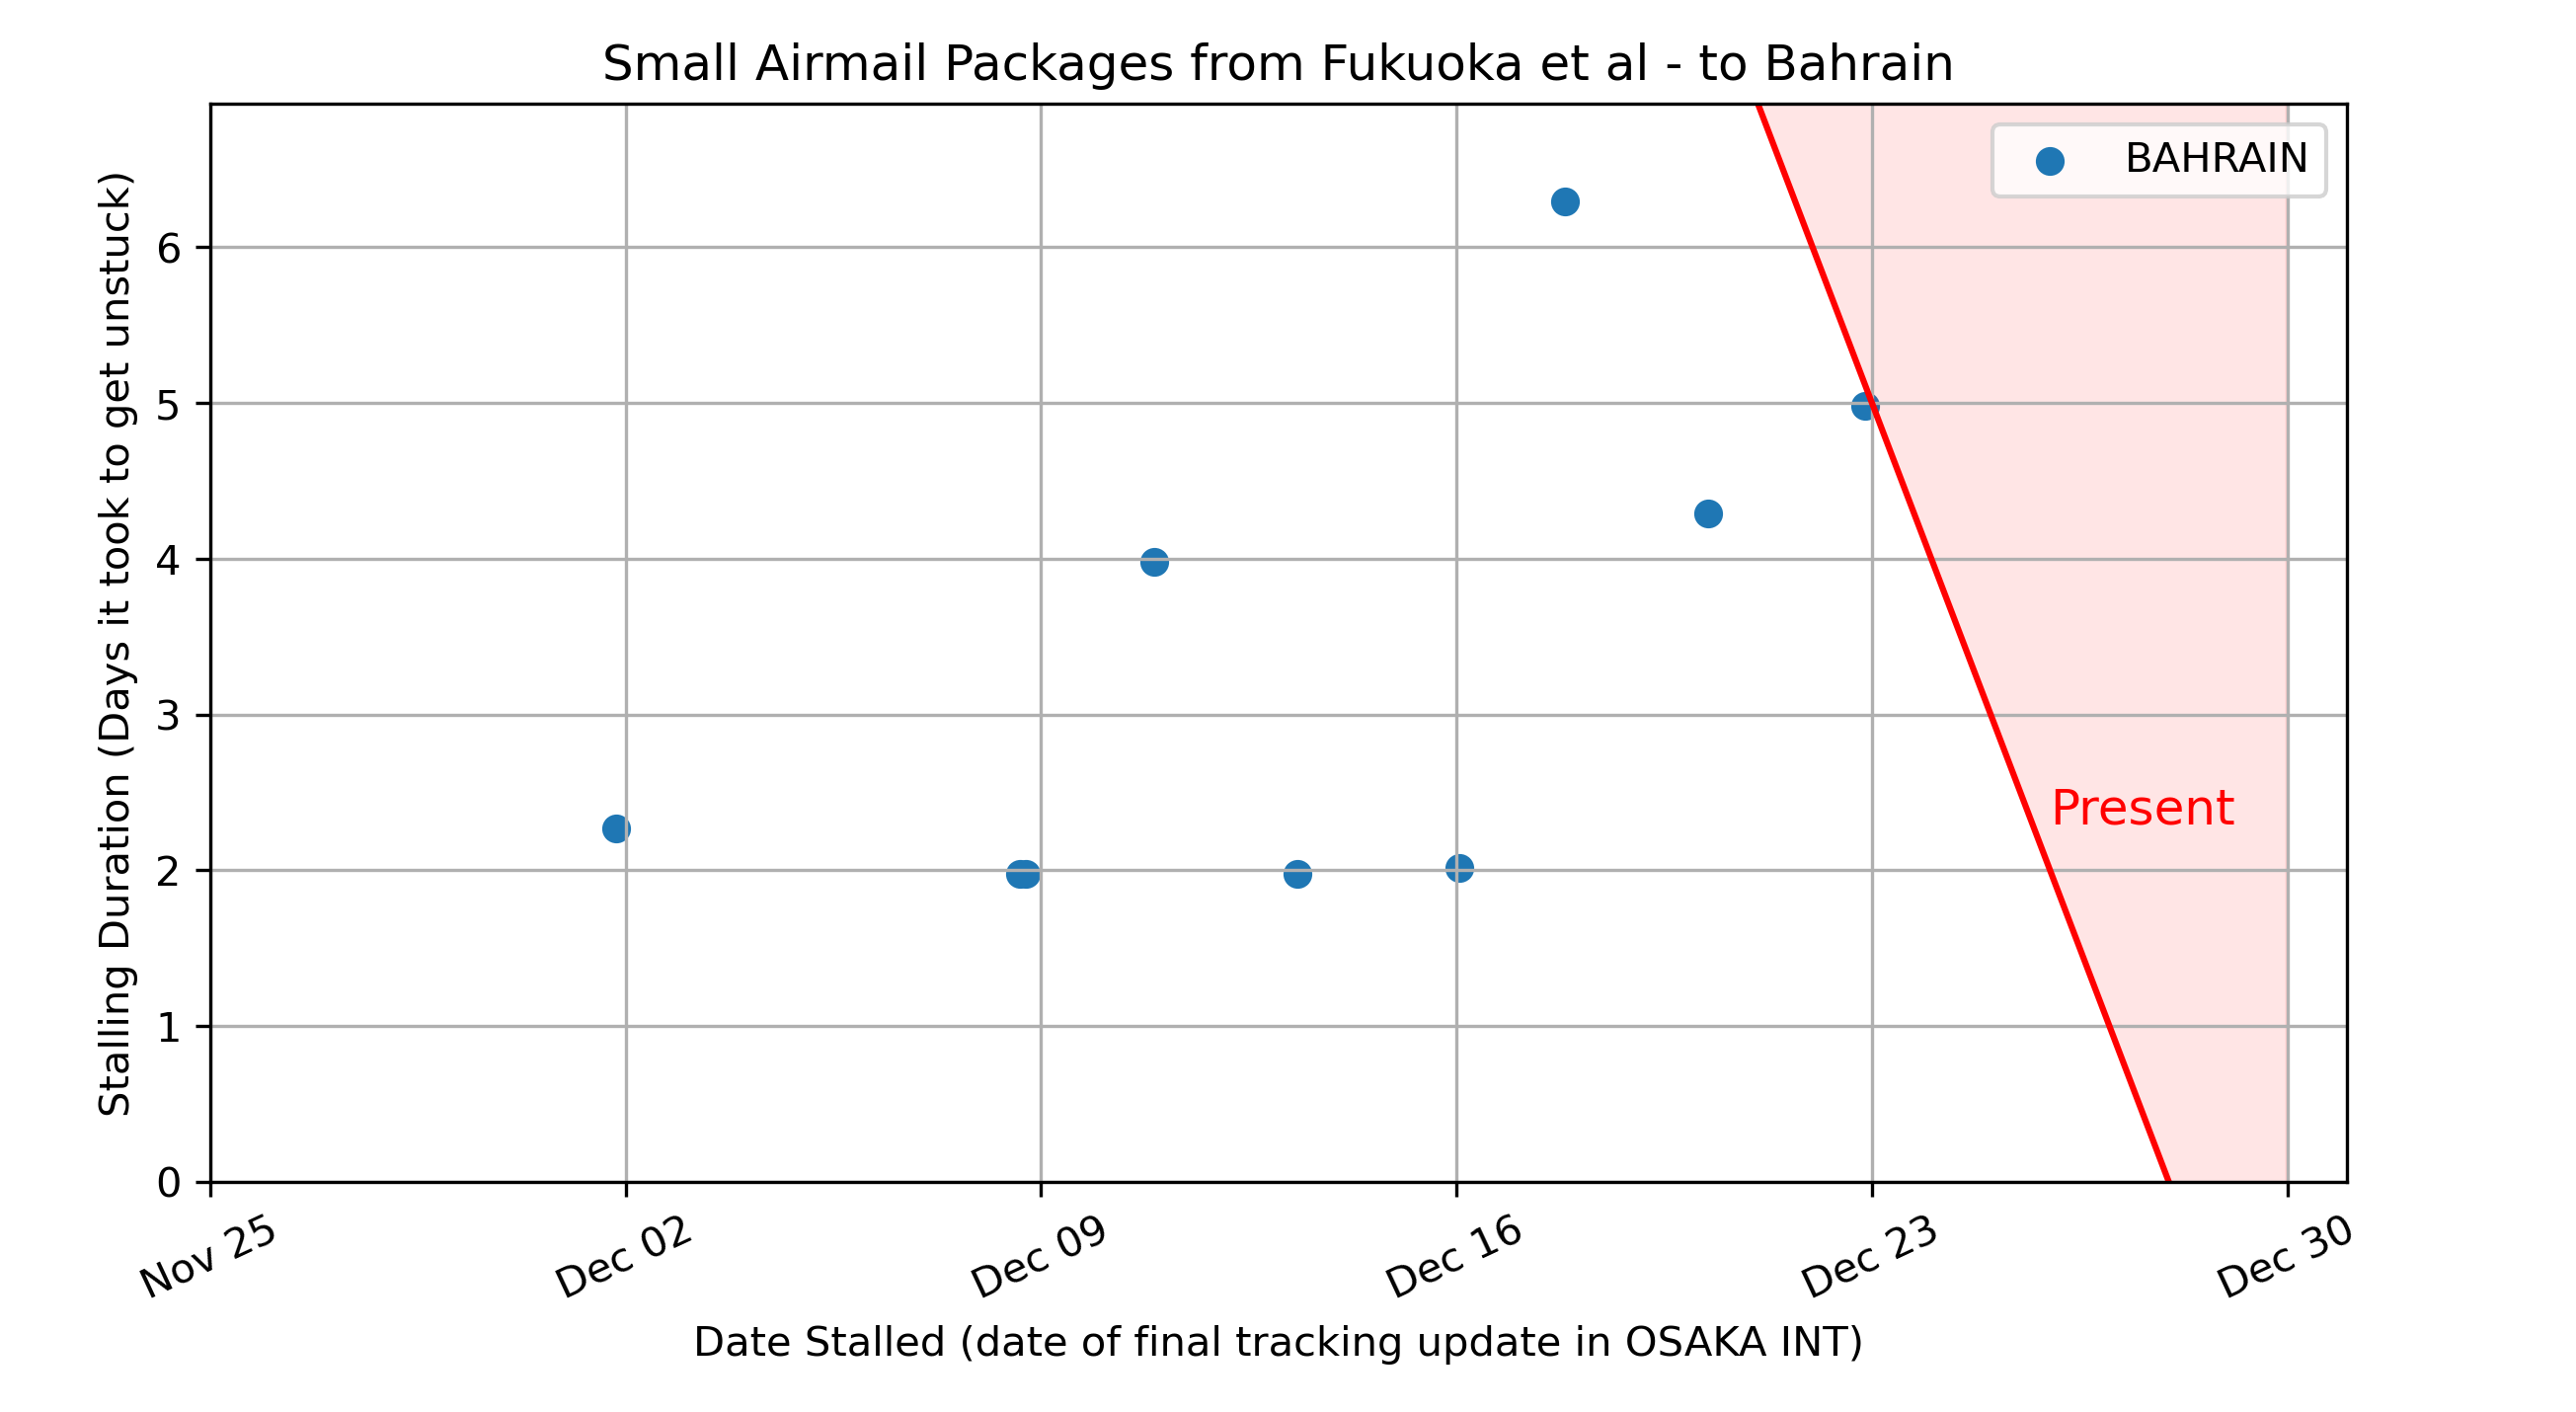 Small Airmail Packages from Fukuoka et al - to Bahrain
BAHRAIN
Stalling Duration (Days it took to get unstuck)
6
5
4
3
2
1
0
Present
Nov 25
Dec 02
Dec 09
Dec 16
Dec 23
Dec 30
Date Stalled (date of final tracking update in OSAKA INT)